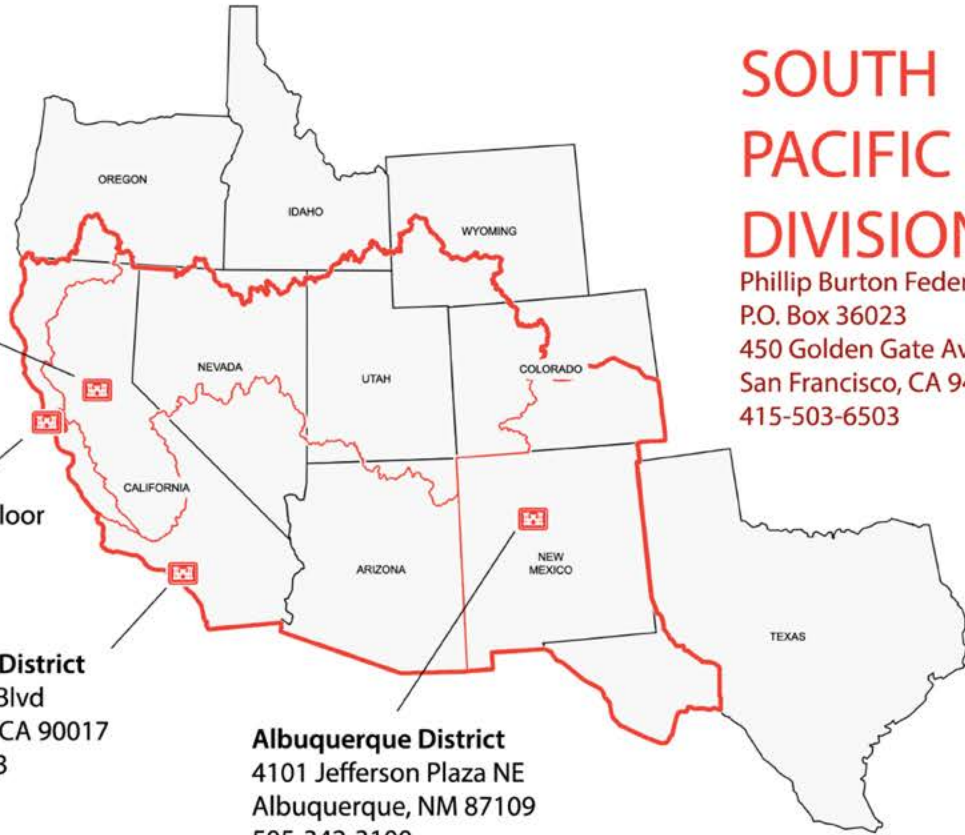 SOUTH
PACIFIC
DIVISION
Phillip Burton Feder
P.O. Box 36023
450 Golden Gate Av
San Francisco, CA 94
415-503-6503
OREGON
IDAHO
WYOMING
NEVADA
UTAH
COLORADO
CALIFORNIA
ARIZONA
NEW
MEXICO
TEXAS
loor
District
Blvd
CA 90017
3
Albuquerque District
4101 Jefferson Plaza NE
Albuquerque, NM 87109